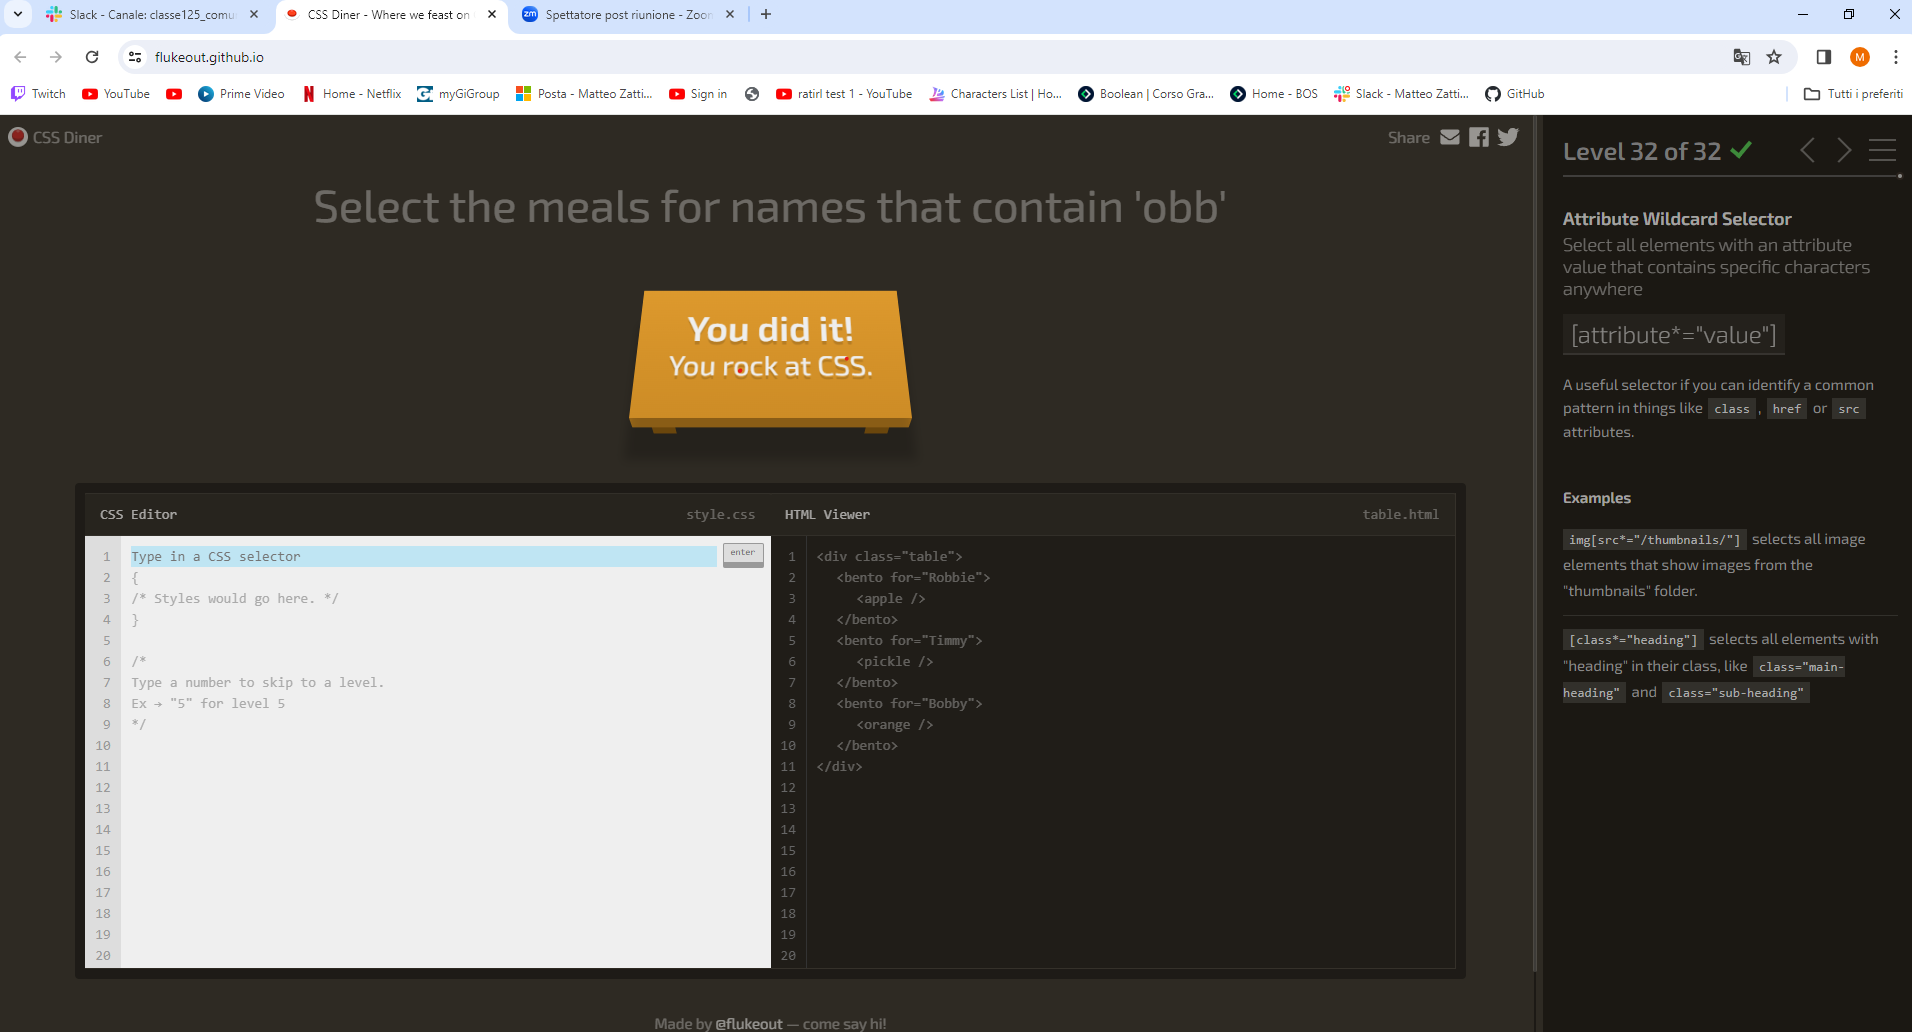 Slack - Canale: classe125_comu
CSS Diner - Where we feast on
Spettatore post riunione - Zoom
flukeout.github.io
M
Twitch
YouTube
Prime Video
Home - Netflix
myGiGroup
Posta - Matteo Zatti...
Sign in
ratirl test 1 - YouTube
Characters List | Ho...
Boolean | Corso Gra...
Home - BOS
Slack - Matteo Zatti...
GitHub
Tutti i preferiti
CSS Diner
Share
Select the meals for names that contain 'obb'
You did it!
You rock at CSS.
CSS Editor
style.css
1 Type in a CSS selector
enter
2 {
3 /* Styles would go here. */
4 }
5
6 /*
7 Type a number to skip to a level.
8 Ex → "5" for level 5
9 */
10
11
12
13
14
15
16
17
18
19
20
HTML Viewer
table.html
1 <div class="table">
2 <bento for="Robbie">
3 <apple />
4 </bento>
5 <bento for="Timmy">
6 <pickle />
7 </bento>
8 <bento for="Bobby">
9 <orange />
10 </bento>
11 </div>
12
13
14
15
16
17
18
19
20
Made by @flukeout — come say hi!
Level 32 of 32
Attribute Wildcard Selector
Select all elements with an attribute
value that contains specific characters
anywhere
[attribute*="value"]
A useful selector if you can identify a common
pattern in things like class , href or src
attributes.
Examples
img[src*="/thumbnails/"] selects all image
elements that show images from the
"thumbnails" folder.
[class*="heading"] selects all elements with
"heading" in their class, like class="main-
heading" and class="sub-heading"